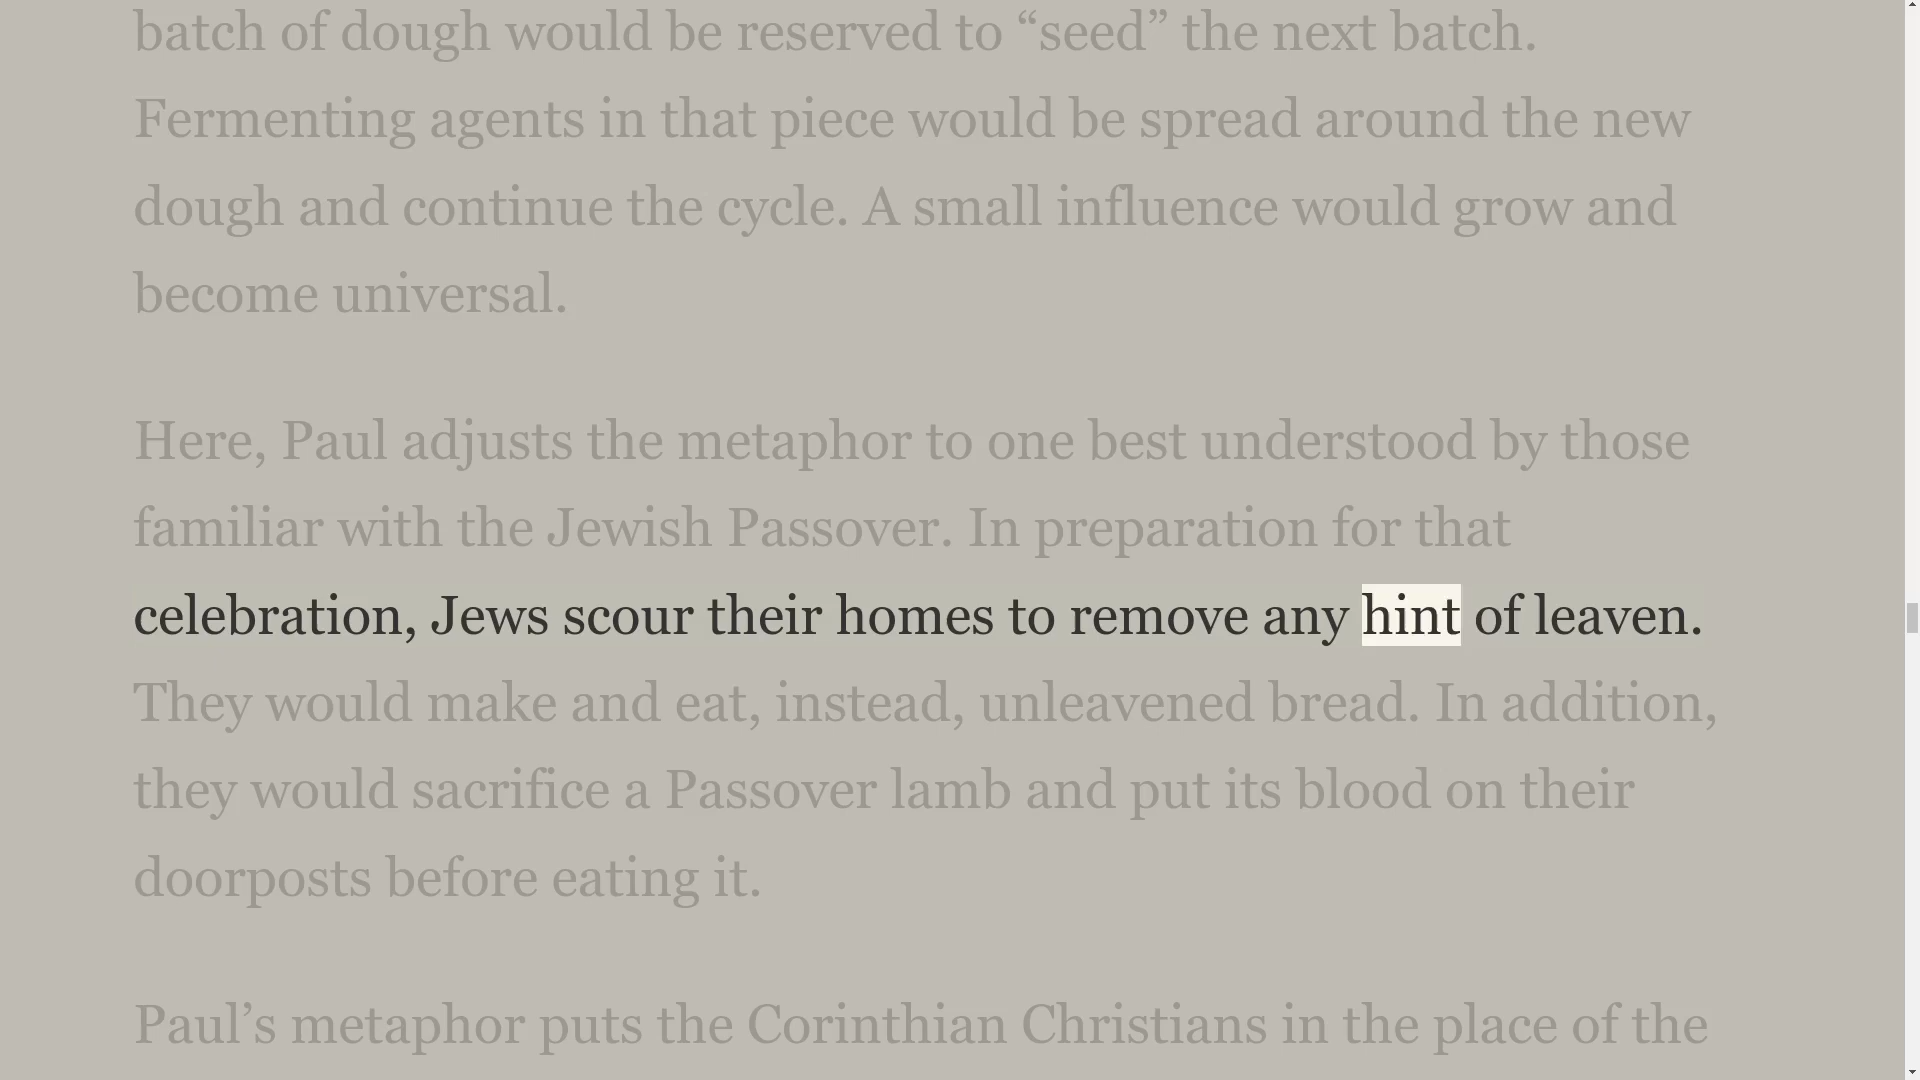 batch of dough would be reserved to “seed” the next batch.
Fermenting agents in that piece would be spread around the new
dough and continue the cycle. A small influence would grow and
become universal.
Here, Paul adjusts the metaphor to one best understood by those
familiar with the Jewish Passover. In preparation for that
celebration, Jews scour their homes to remove any hint of leaven.
They would make and eat, instead, unleavened bread. In addition,
they would sacrifice a Passover lamb and put its blood on their
doorposts before eating it.
Paul’s metaphor puts the Corinthian Christians in the place of the